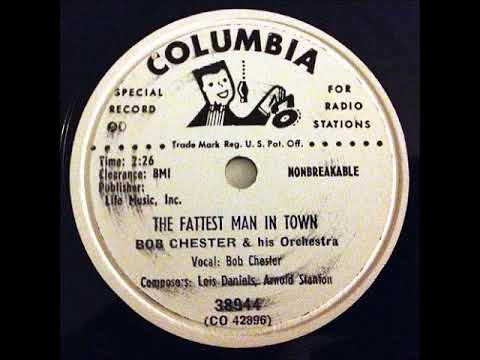 COLUMBIA
SPECIAL RECORD
FOR RADIO STATIONS
Trade Mark Reg. U. S. Pat. Off.
Time: 2:26
Clearance: BMI
NONBREAKABLE
Publisher:
Life Music, Inc.
THE FATTEST MAN IN TOWN
BOB CHESTER & his Orchestra
Vocal: Bob Chester
Composers: Lois Daniels, Arnold Stanton
38944
(CO 42896)